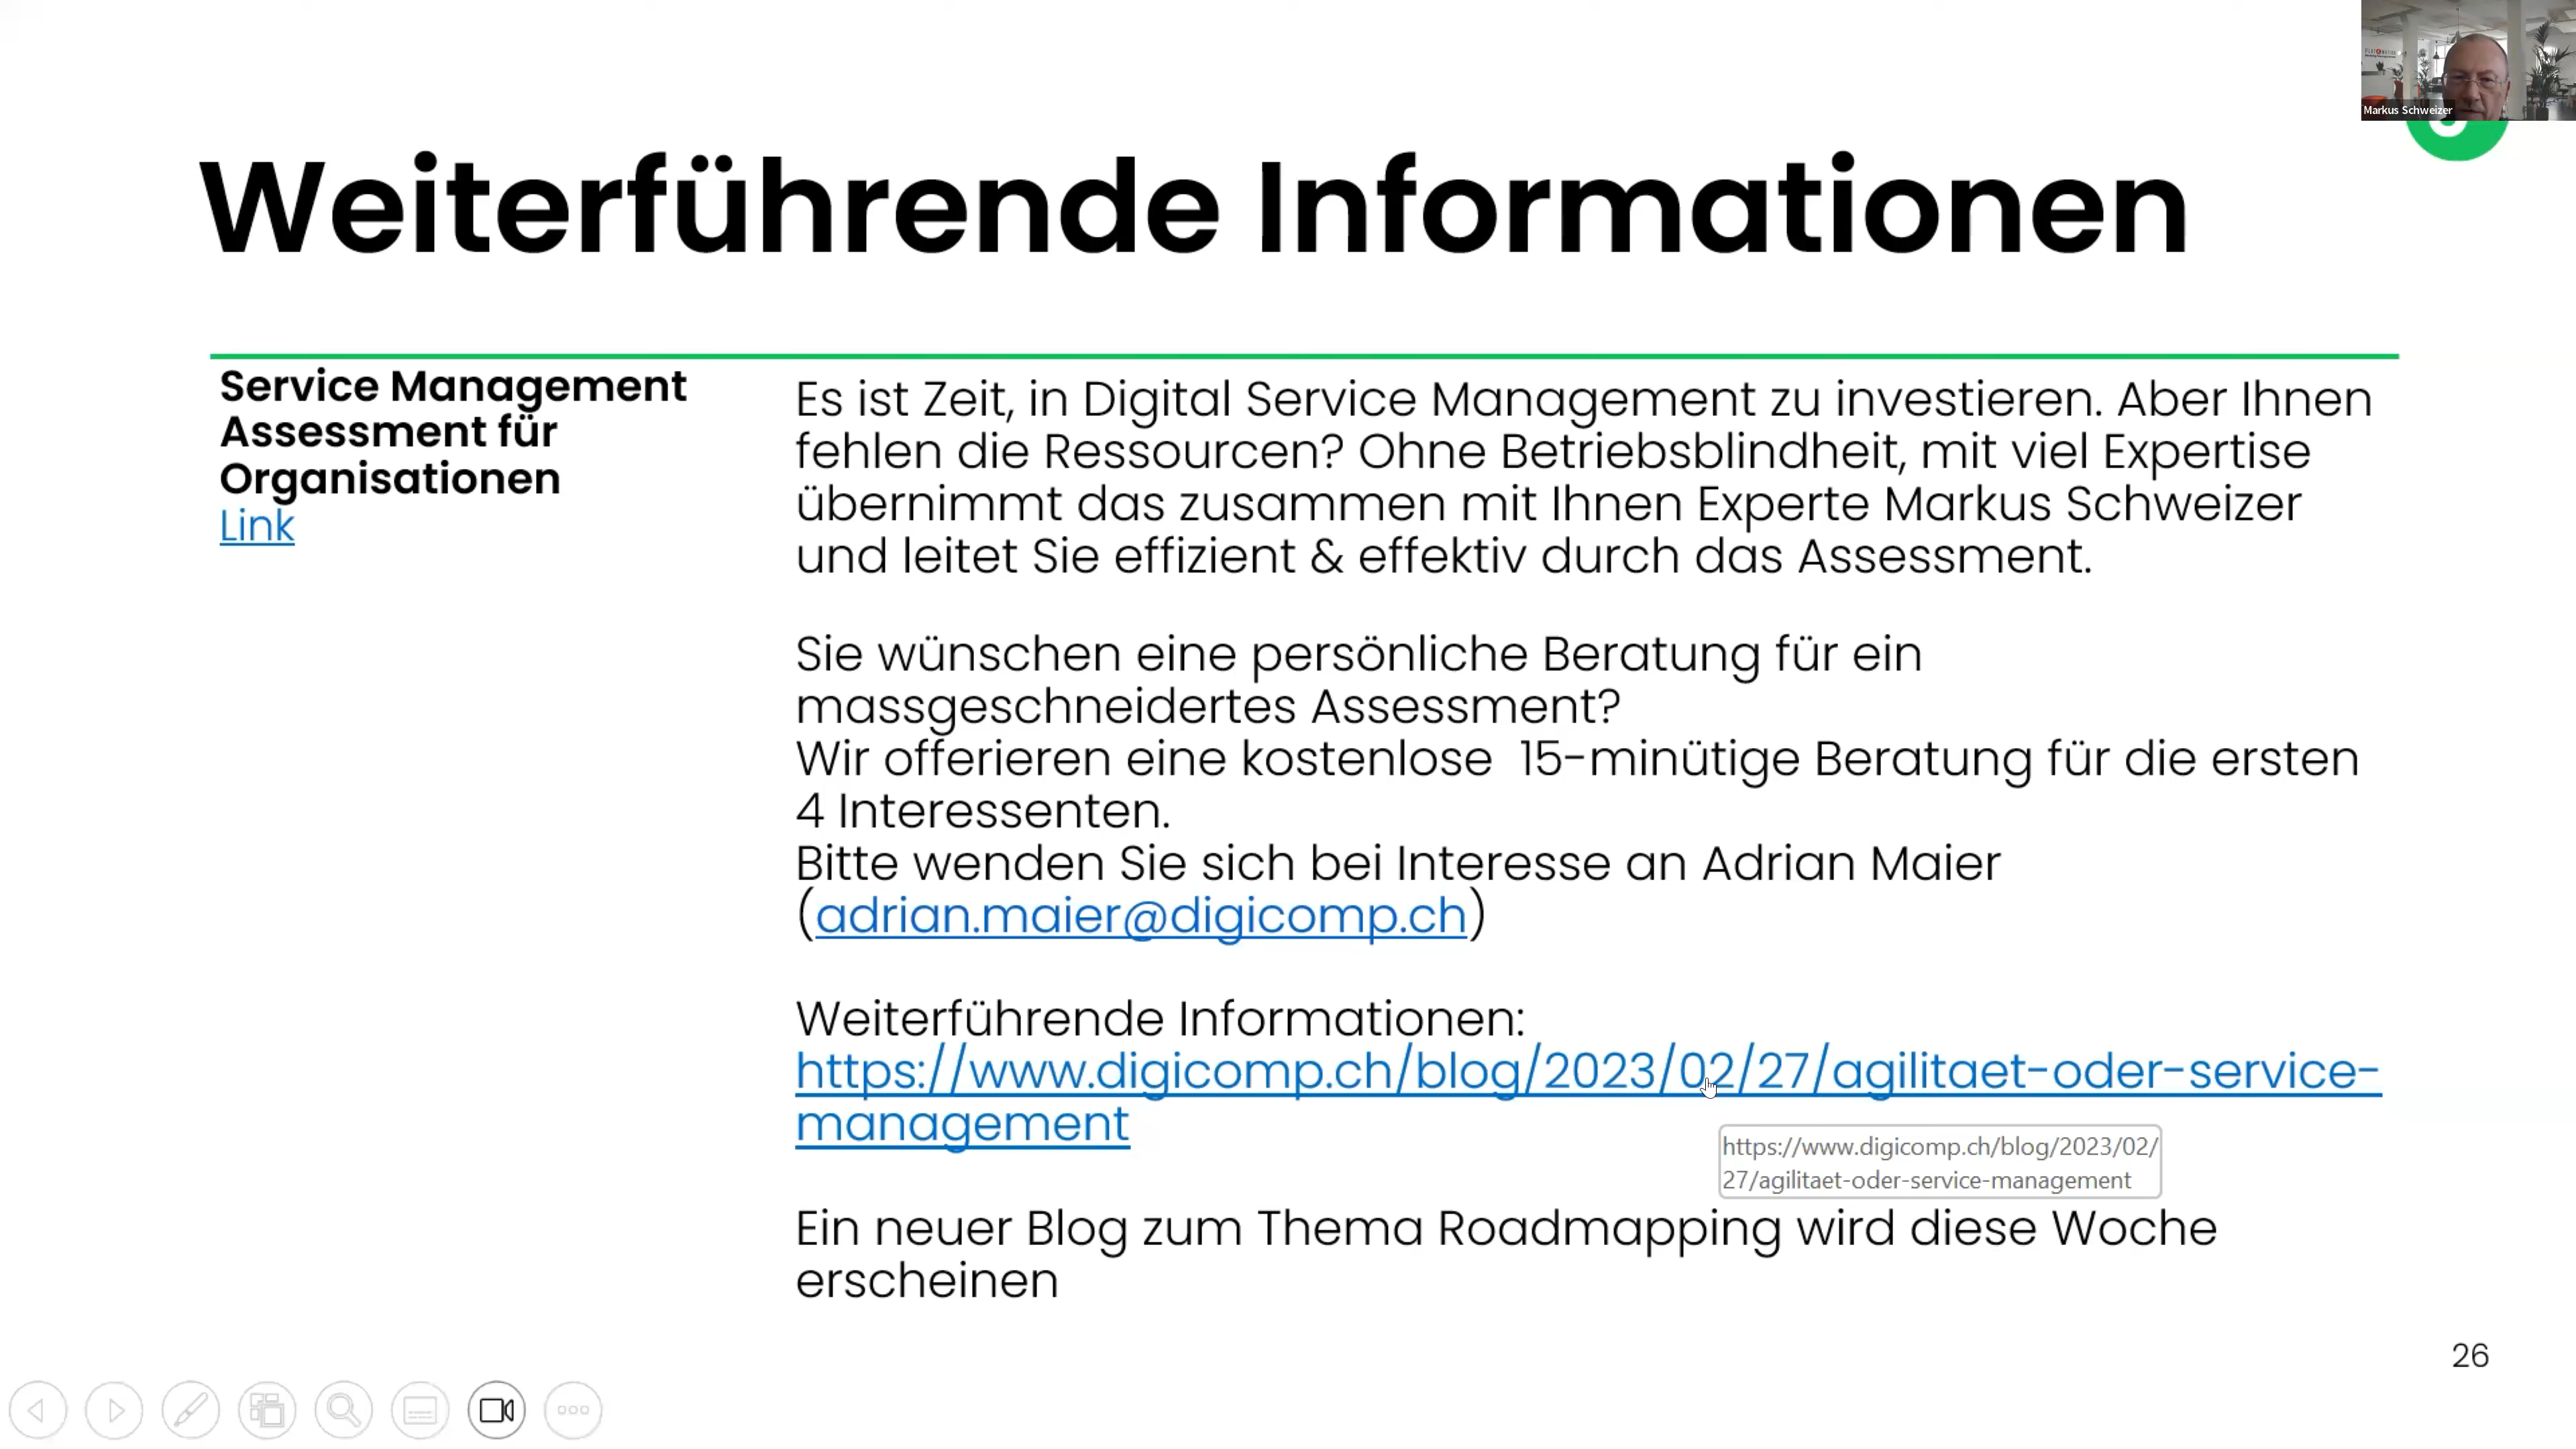 Markus Schweizer
Weiterführende Informationen
Service Management
Assessment für
Organisationen
Link
Es ist Zeit, in Digital Service Management zu investieren. Aber Ihnen
fehlen die Ressourcen? Ohne Betriebsblindheit, mit viel Expertise
übernimmt das zusammen mit Ihnen Experte Markus Schweizer
und leitet Sie effizient & effektiv durch das Assessment.
Sie wünschen eine persönliche Beratung für ein
massgeschneidertes Assessment?
Wir offerieren eine kostenlose  15-minütige Beratung für die ersten
4 Interessenten.
Bitte wenden Sie sich bei Interesse an Adrian Maier
(adrian.maier@digicomp.ch)
Weiterführende Informationen:
https://www.digicomp.ch/blog/2023/02/27/agilitaet-oder-service-
management
https://www.digicomp.ch/blog/2023/02/
27/agilitaet-oder-service-management
Ein neuer Blog zum Thema Roadmapping wird diese Woche
erscheinen
26